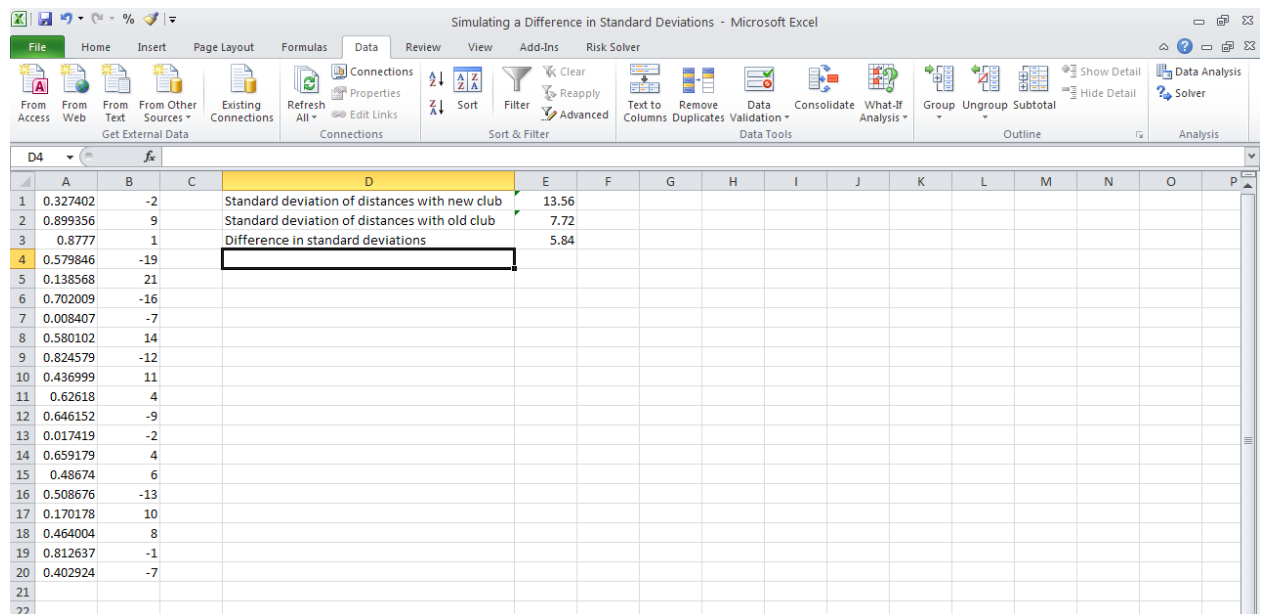 Simulating a Difference in Standard Deviations - Microsoft Excel
File Home Insert Page Layout Formulas Data Review View Add-Ins Risk Solver
From Access
From Web
From Text
From Other Sources
Existing Connections
Get External Data
Refresh All
Connections
Properties
Edit Links
Connections
Sort
Filter
Clear
Reapply
Advanced
Sort & Filter
Text to Columns
Remove Duplicates
Data Validation
Consolidate
What-If Analysis
Data Tools
Group
Ungroup
Subtotal
Show Detail
Hide Detail
Outline
Data Analysis
Solver
Analysis
D4 fx
A B C D E F G H I J K L M N O P
1 0.327402 -2 Standard deviation of distances with new club 13.56
2 0.899356 9 Standard deviation of distances with old club 7.72
3 0.8777 1 Difference in standard deviations 5.84
4 0.579846 -19
5 0.138568 21
6 0.702009 -16
7 0.008407 -7
8 0.580102 14
9 0.824579 -12
10 0.436999 11
11 0.62618 4
12 0.646152 -9
13 0.017419 -2
14 0.659179 4
15 0.48674 6
16 0.508676 -13
17 0.170178 10
18 0.464004 8
19 0.812637 -1
20 0.402924 -7
21
22